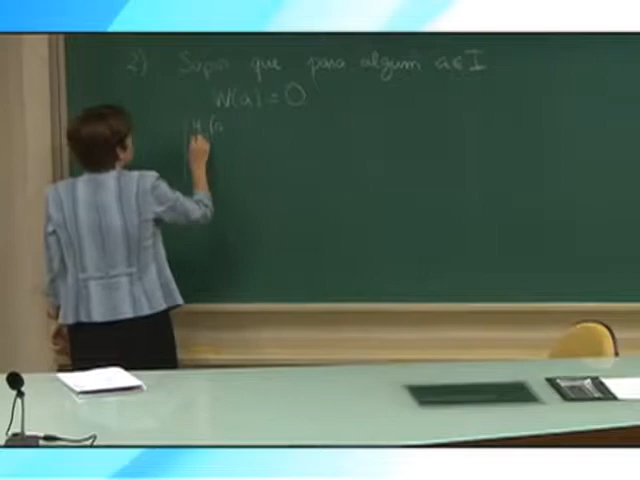 2) Supor que para algum a ∈ I
W(a) = 0